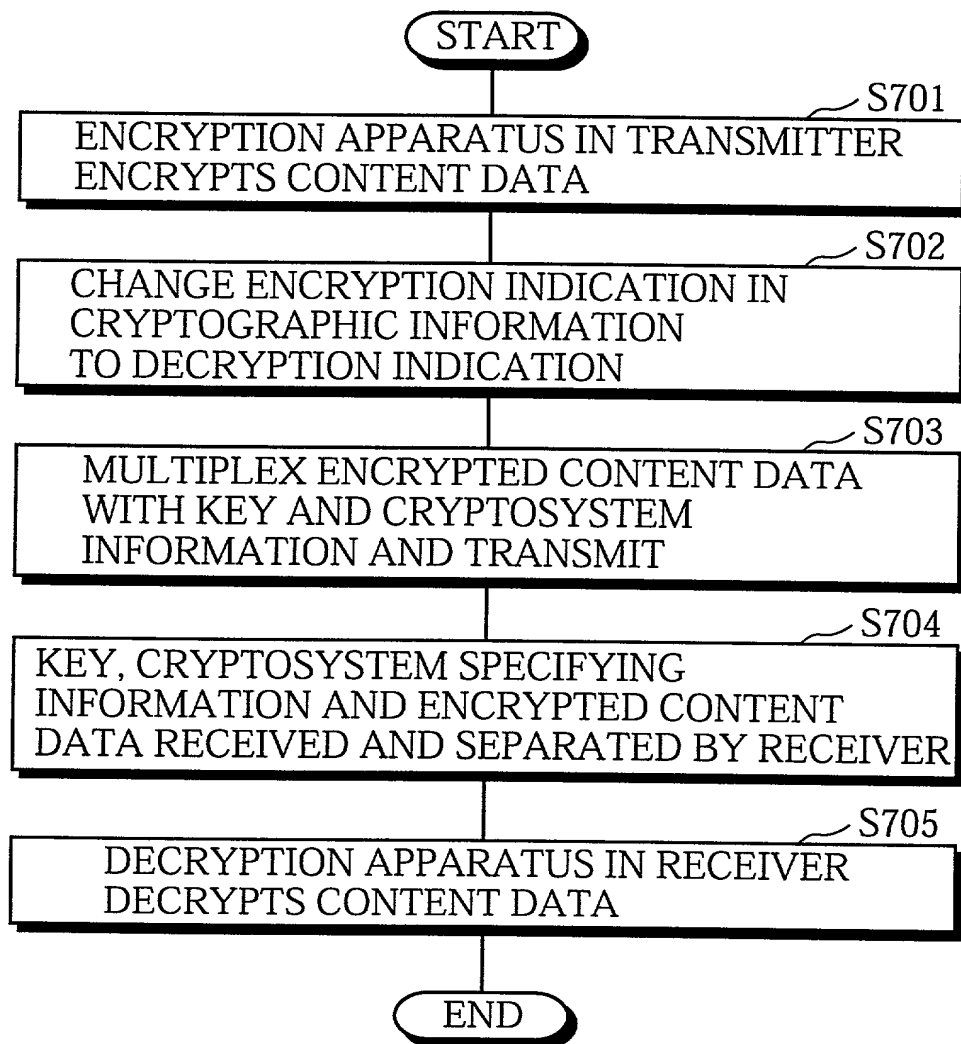 START
S701
ENCRYPTION APPARATUS IN TRANSMITTER
ENCRYPTS CONTENT DATA
S702
CHANGE ENCRYPTION INDICATION IN
CRYPTOGRAPHIC INFORMATION
TO DECRYPTION INDICATION
S703
MULTIPLEX ENCRYPTED CONTENT DATA
WITH KEY AND CRYPTOSYSTEM
INFORMATION AND TRANSMIT
S704
KEY, CRYPTOSYSTEM SPECIFYING
INFORMATION AND ENCRYPTED CONTENT
DATA RECEIVED AND SEPARATED BY RECEIVER
S705
DECRYPTION APPARATUS IN RECEIVER
DECRYPTS CONTENT DATA
END